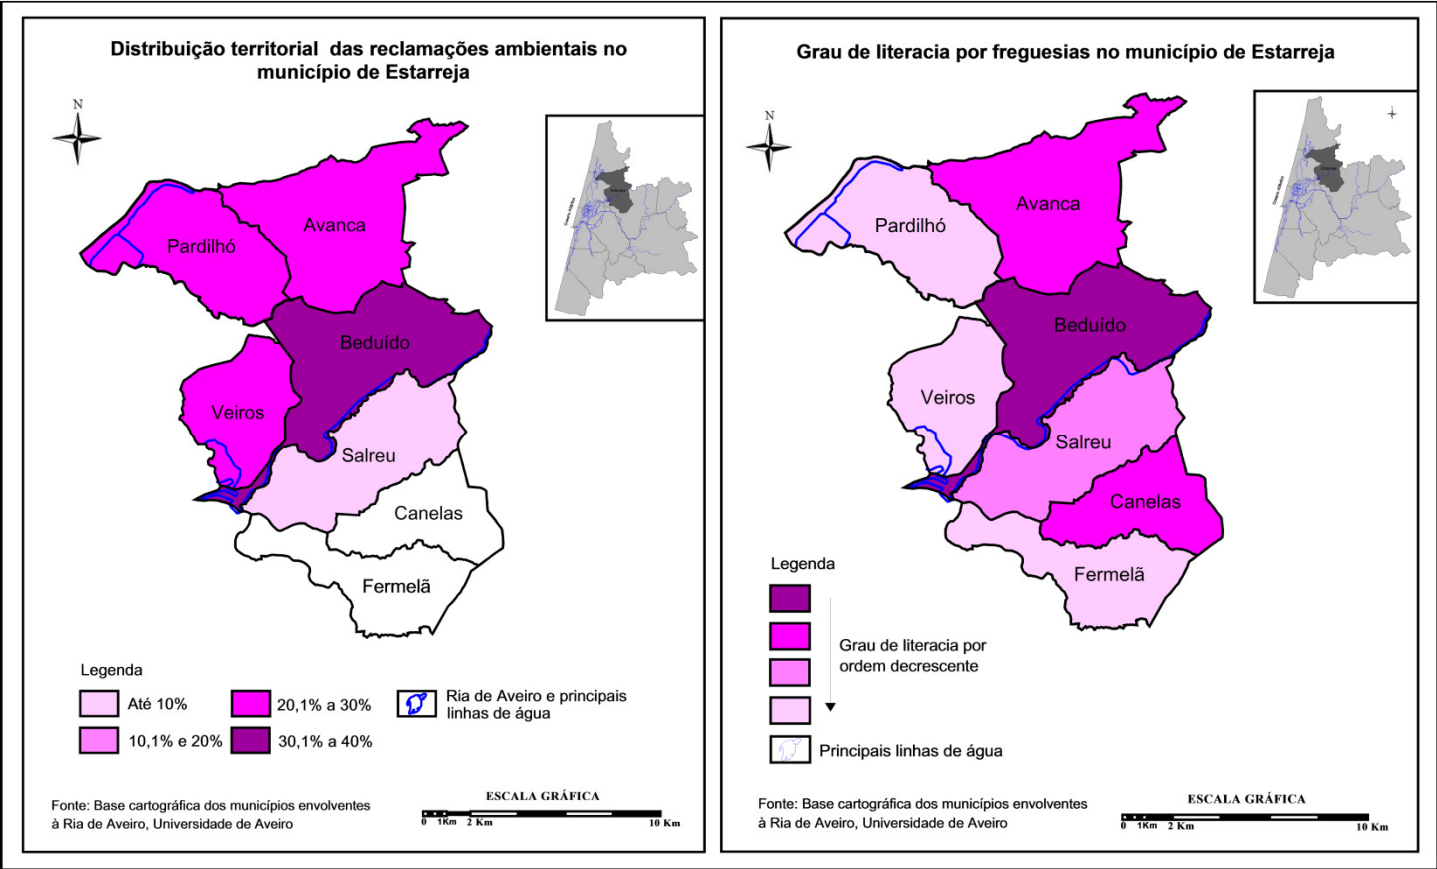 Distribuição territorial das reclamações ambientais no
município de Estarreja
N
Avanca
Pardilhó
Beduído
Veiros
Salreu
Canelas
Fermelã
Legenda
Até 10%
20,1% a 30%
Ria de Aveiro e principais
linhas de água
10,1% e 20%
30,1% a 40%
Fonte: Base cartográfica dos municípios envolventes
à Ria de Aveiro, Universidade de Aveiro
ESCALA GRÁFICA
0 1Km 2 Km 10 Km
Grau de literacia por freguesias no município de Estarreja
N
Avanca
Pardilhó
Beduído
Veiros
Salreu
Canelas
Fermelã
Legenda
Grau de literacia por
ordem decrescente
Principais linhas de água
Fonte: Base cartográfica dos municípios envolventes
à Ria de Aveiro, Universidade de Aveiro
ESCALA GRÁFICA
0 1Km 2 Km 10 Km